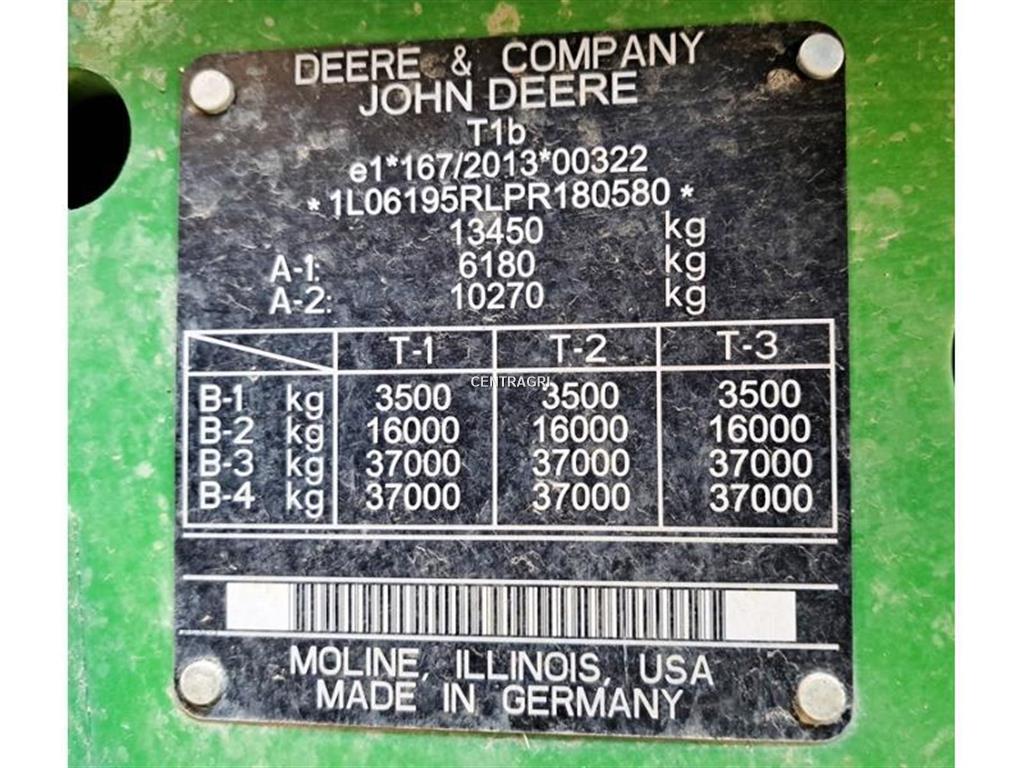 DEERE & COMPANY
JOHN DEERE
T1b
e1*167/2013*00322
*1L06195RLPR180580*
13450 kg
A-1: 6180 kg
A-2: 10270 kg
T-1 T-2 T-3
B-1 kg 3500 3500 3500
B-2 kg 16000 16000 16000
B-3 kg 37000 37000 37000
B-4 kg 37000 37000 37000
CENTRAGRI
MOLINE, ILLINOIS, USA
MADE IN GERMANY